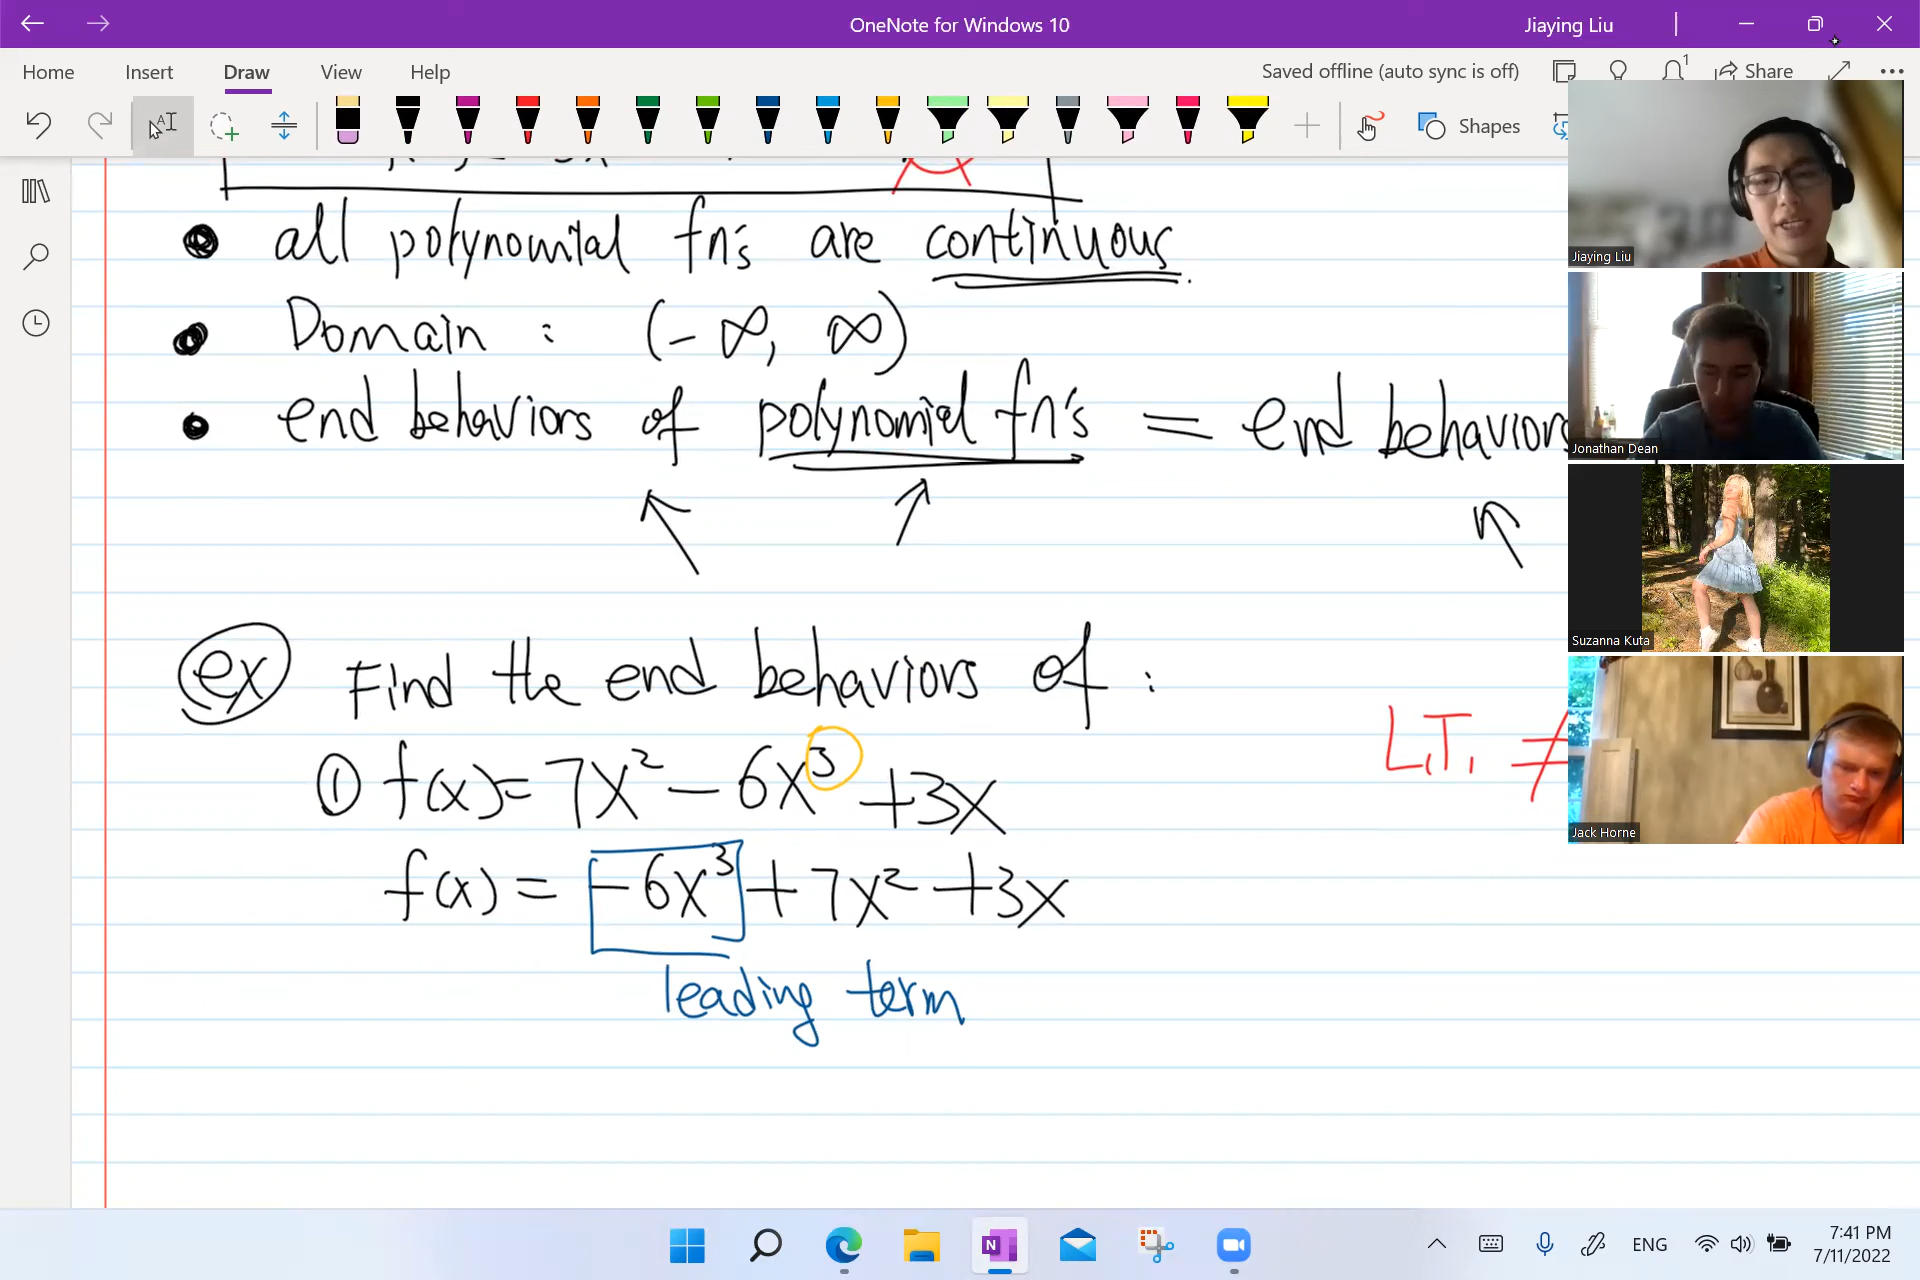 OneNote for Windows 10
Jiaying Liu
Home Insert Draw View Help
Saved offline (auto sync is off)
1
Share
Shapes
• all polynomial fn's are continuous.
• Domain : (-∞, ∞)
• end behaviors of polynomial fn's = end behaviors
ex Find the end behaviors of :
① f(x)= 7x² - 6x³ + 3x
L.T. ≠
f(x) = -6x³ + 7x² + 3x
leading term
Jiaying Liu
Jonathan Dean
Suzanna Kuta
Jack Horne
ENG
7:41 PM
7/11/2022